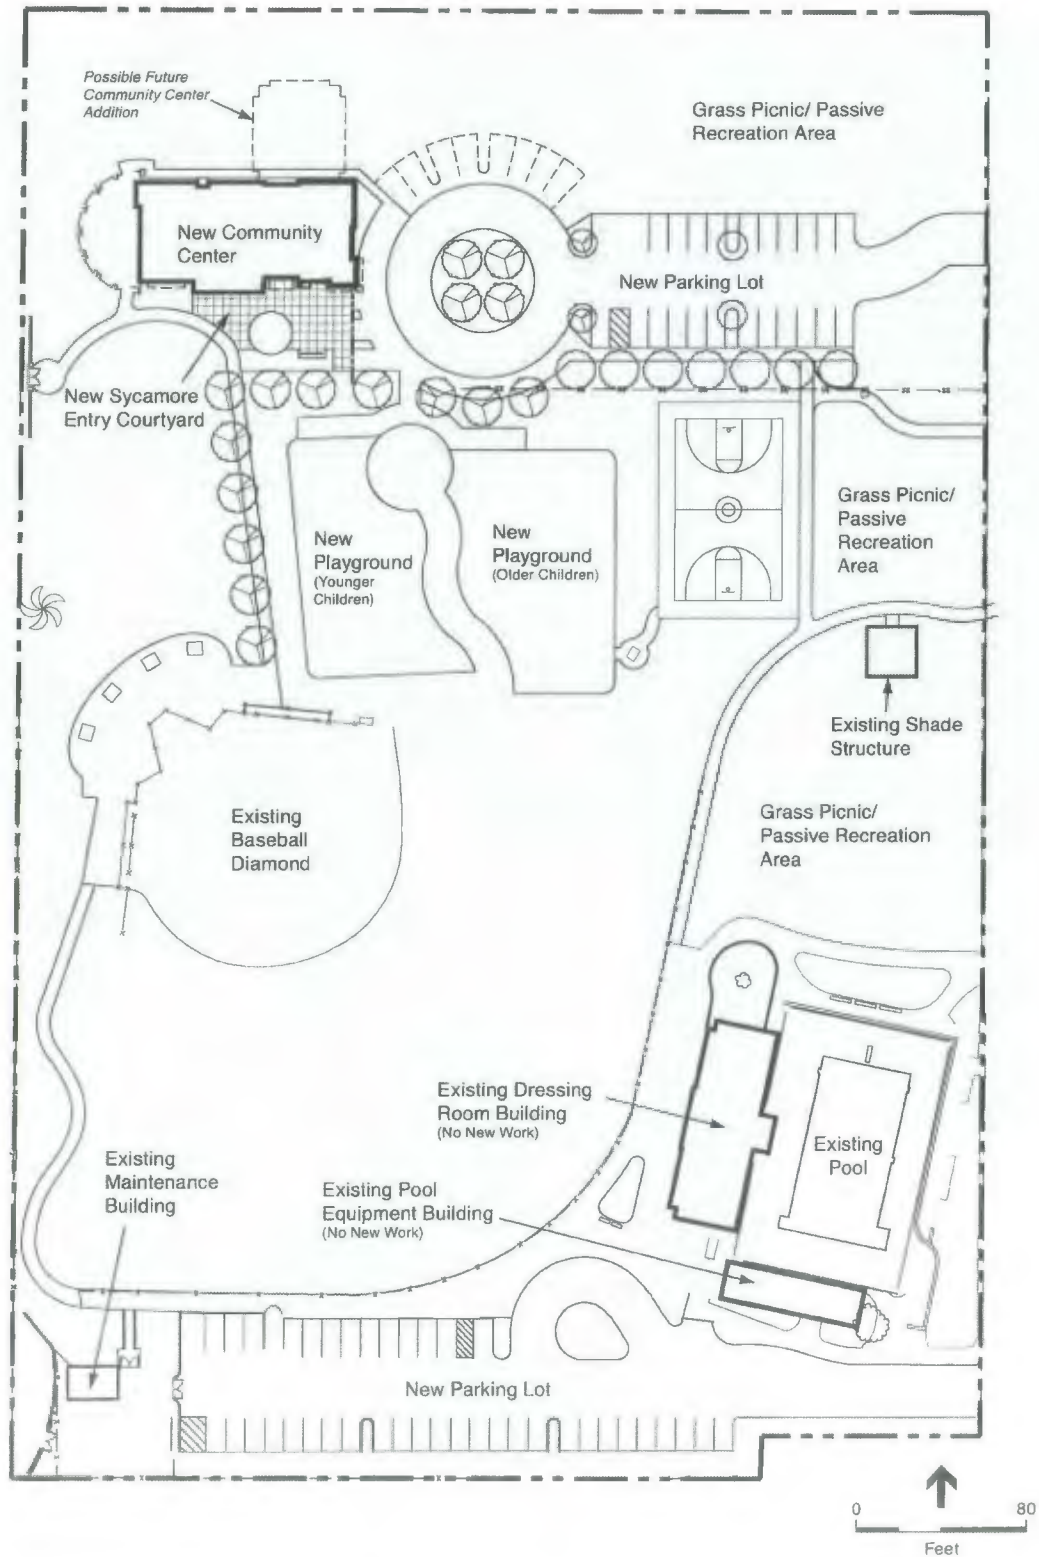 Possible Future
Community Center
Addition
Grass Picnic/ Passive
Recreation Area
New Community
Center
New Parking Lot
New Sycamore
Entry Courtyard
New
Playground
(Younger
Children)
New
Playground
(Older Children)
Grass Picnic/
Passive
Recreation
Area
Existing Shade
Structure
Existing
Baseball
Diamond
Grass Picnic/
Passive Recreation
Area
Existing Dressing
Room Building
(No New Work)
Existing
Pool
Existing
Maintenance
Building
Existing Pool
Equipment Building
(No New Work)
New Parking Lot
0 80
Feet